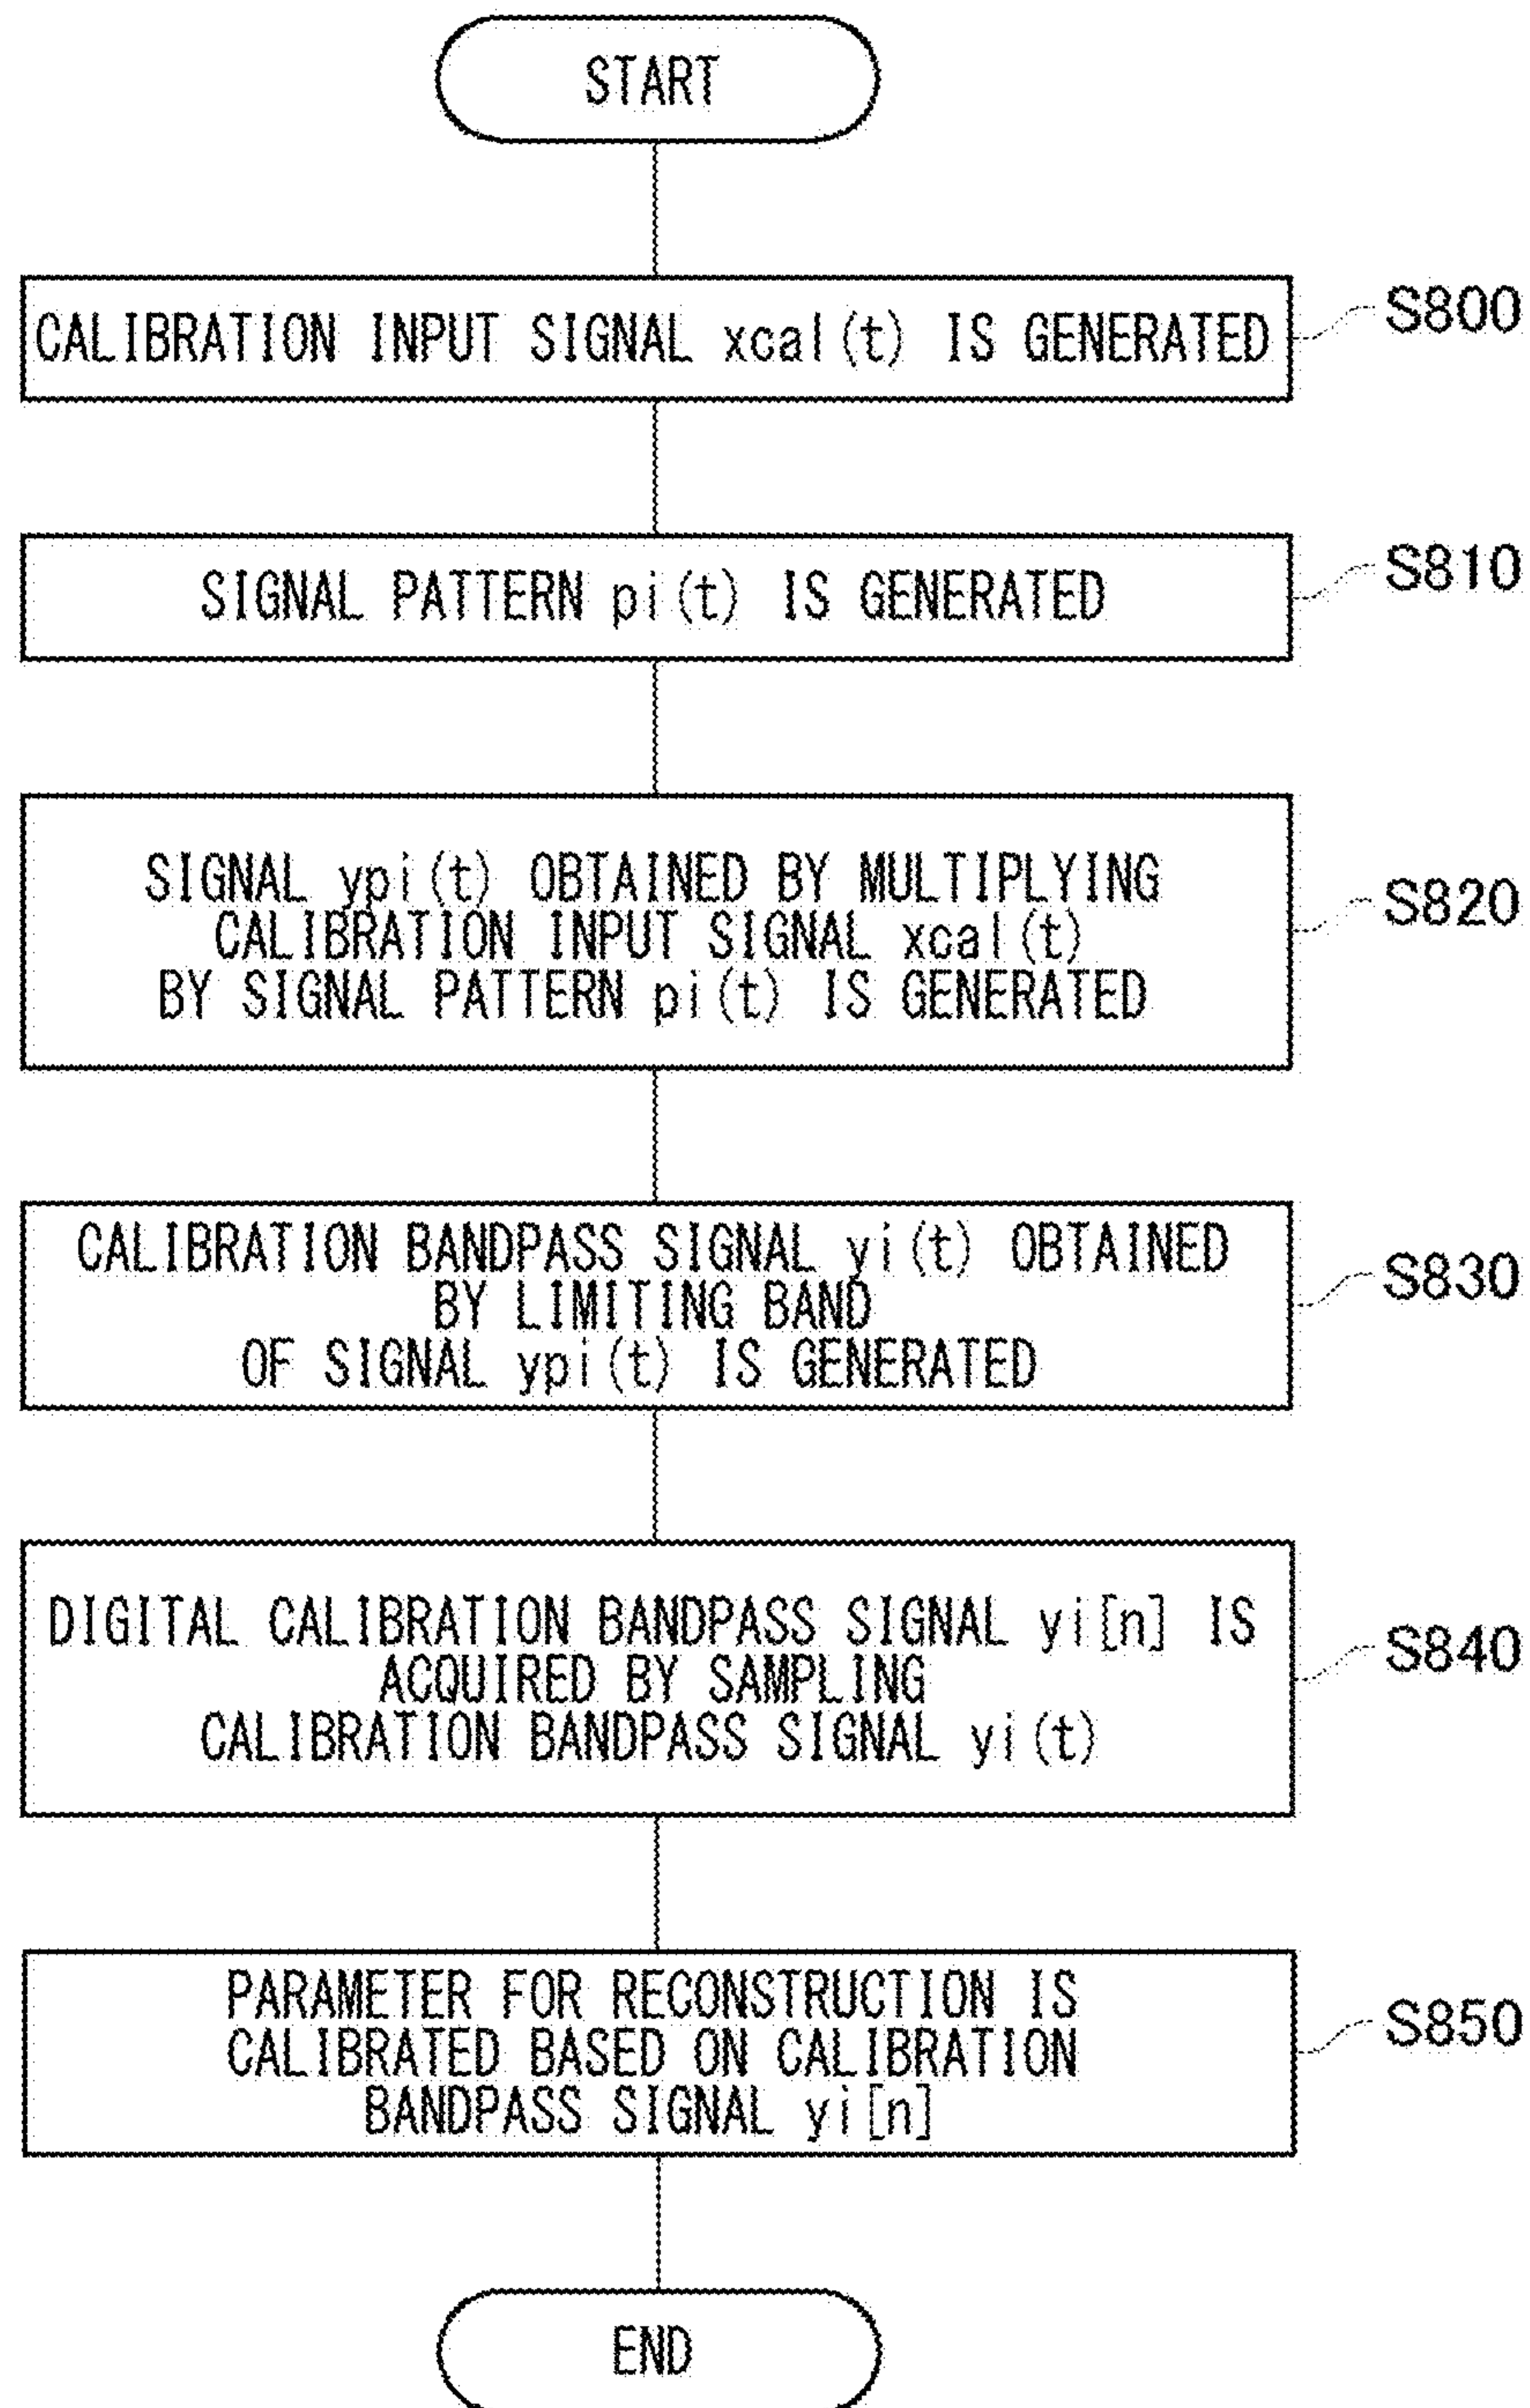 START
CALIBRATION INPUT SIGNAL xcal(t) IS GENERATED
S800
SIGNAL PATTERN pi(t) IS GENERATED
S810
SIGNAL ypi(t) OBTAINED BY MULTIPLYING
CALIBRATION INPUT SIGNAL xcal(t)
BY SIGNAL PATTERN pi(t) IS GENERATED
S820
CALIBRATION BANDPASS SIGNAL yi(t) OBTAINED
BY LIMITING BAND
OF SIGNAL ypi(t) IS GENERATED
S830
DIGITAL CALIBRATION BANDPASS SIGNAL yi[n] IS
ACQUIRED BY SAMPLING
CALIBRATION BANDPASS SIGNAL yi(t)
S840
PARAMETER FOR RECONSTRUCTION IS
CALIBRATED BASED ON CALIBRATION
BANDPASS SIGNAL yi[n]
S850
END